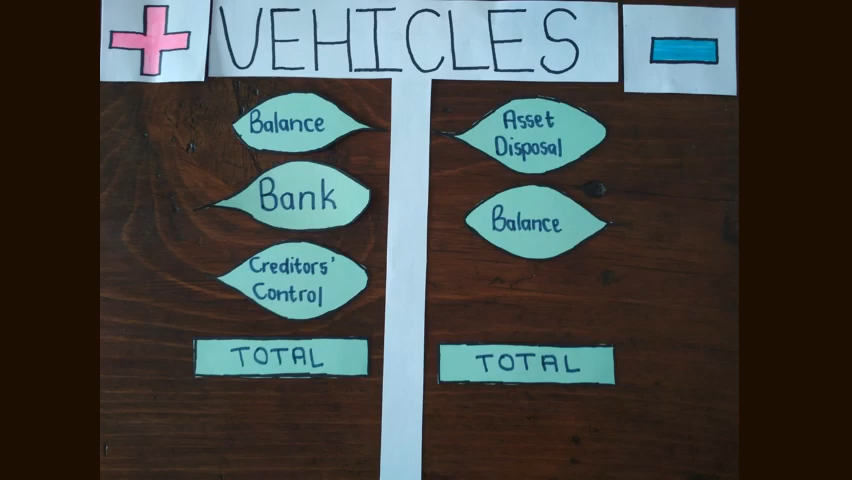 VEHICLES
Balance
Bank
Creditors'
Control
TOTAL
Asset
Disposal
Balance
TOTAL